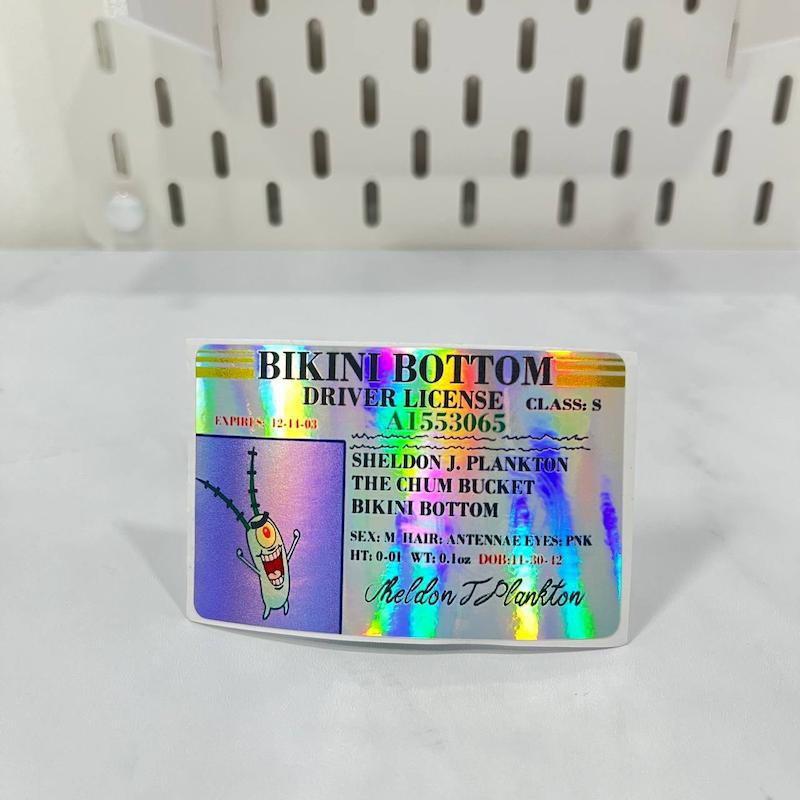 BIKINI BOTTOM
DRIVER LICENSE CLASS: S
EXPIRES: 12-14-03 A1553065
SHELDON J. PLANKTON
THE CHUM BUCKET
BIKINI BOTTOM
SEX: M HAIR: ANTENNAE EYES: PNK
HT: 0-01 WT: 0.1oz DOB:11-30-42
Sheldon J Plankton